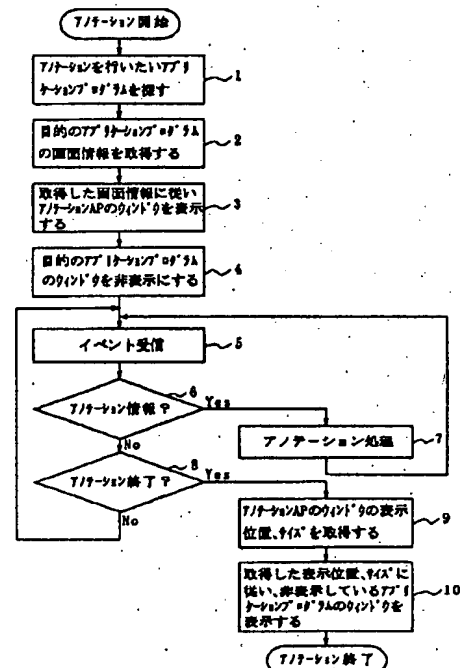 アノテーション開始
アノテーションを行いたいアプリ
ケーションプログラムを探す
1
目的のアプリケーションプログラム
の画面情報を取得する
2
取得した画面情報に従い
アノテーションAPのウィンドウを表示
する
3
目的のアプリケーションプログラム
のウィンドウを非表示にする
4
イベント受信
5
アノテーション情報?
6
Yes
No
アノテーション処理
7
アノテーション終了?
8
Yes
No
アノテーションAPのウィンドウの表示
位置、サイズを取得する
9
取得した表示位置、サイズに
従い、非表示しているアプリ
ケーションプログラムのウィンドウを
表示する
10
アノテーション終了